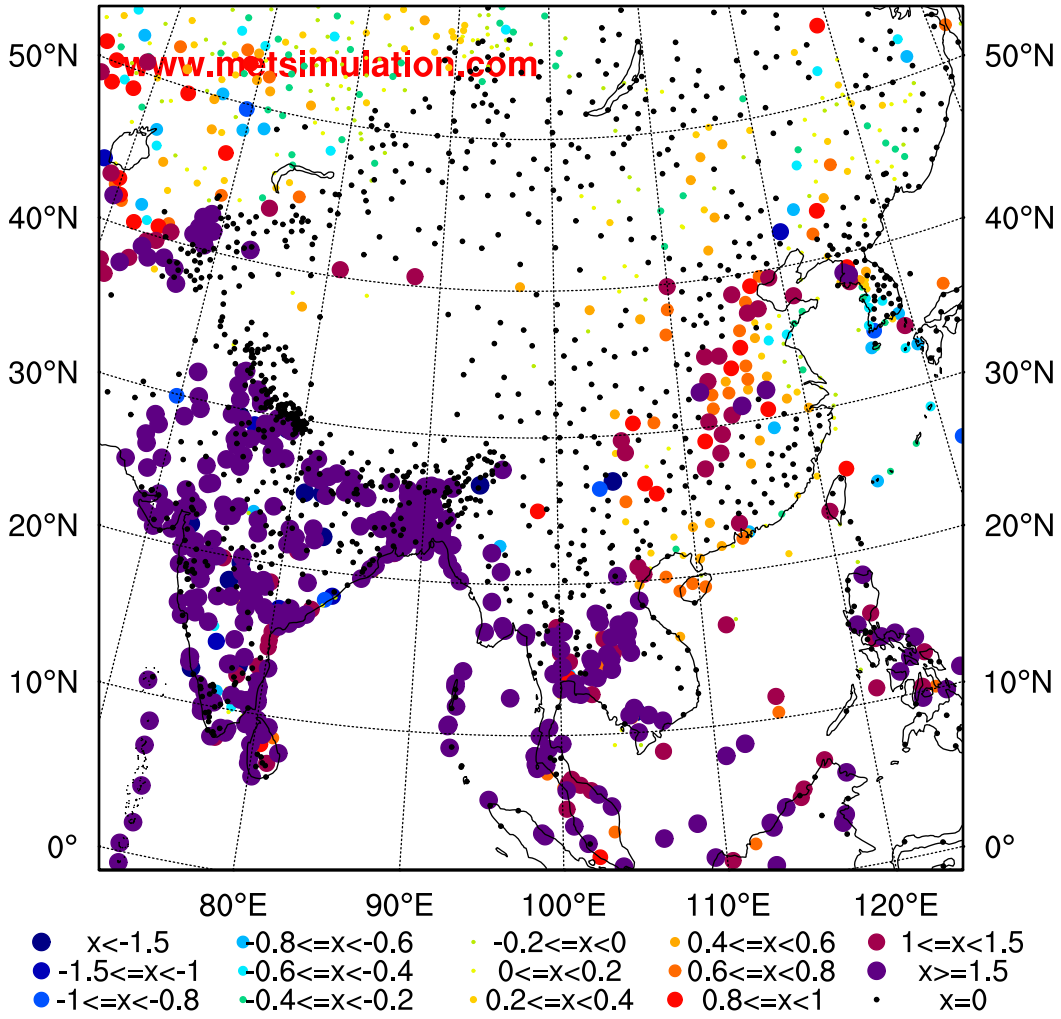 50°N 50°N
www.metsimulation.com
40°N 40°N
30°N 30°N
20°N 20°N
10°N 10°N
0° 0°
80°E 90°E 100°E 110°E 120°E
x<-1.5 -0.8<=x<-0.6 -0.2<=x<0 0.4<=x<0.6 1<=x<1.5
-1.5<=x<-1 -0.6<=x<-0.4 0<=x<0.2 0.6<=x<0.8 x>=1.5
-1<=x<-0.8 -0.4<=x<-0.2 0.2<=x<0.4 0.8<=x<1 x=0